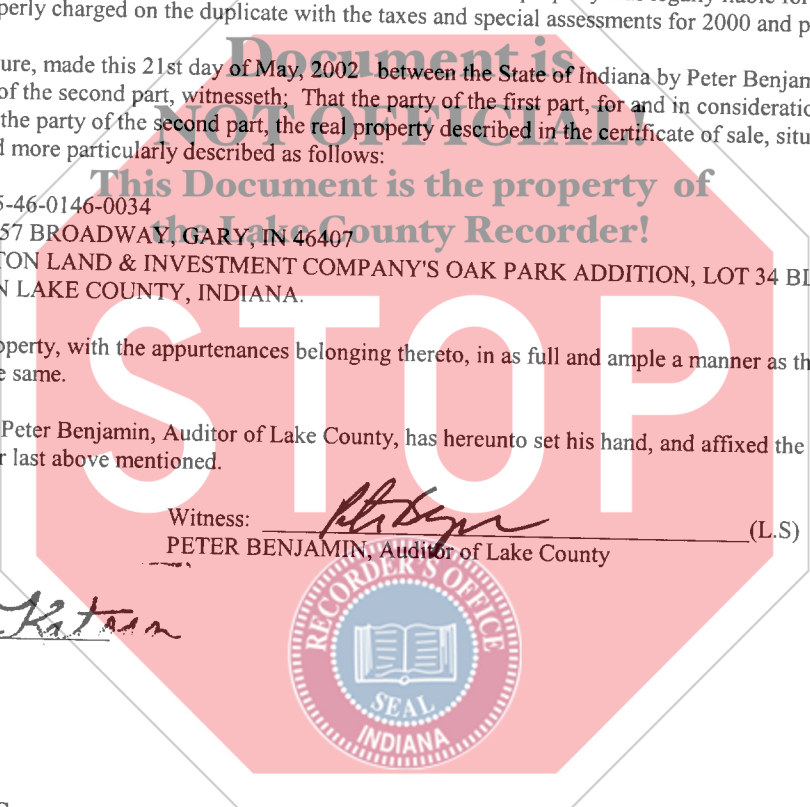 perly charged on the duplicate with the taxes and special assessments for 2000 and p
Document is
ure, made this 21st day of May, 2002 between the State of Indiana by Peter Benjam
of the second part, witnesseth; That the party of the first part, for and in consideratio
NOT OFFICIAL!
the party of the second part, the real property described in the certificate of sale, situ
d more particularly described as follows:
This Document is the property of
5-46-0146-0034
the Lake County Recorder!
57 BROADWAY, GARY, IN 46407
TON LAND & INVESTMENT COMPANY'S OAK PARK ADDITION, LOT 34 BL
N LAKE COUNTY, INDIANA.
STOP
operty, with the appurtenances belonging thereto, in as full and ample a manner as th
e same.
Peter Benjamin, Auditor of Lake County, has hereunto set his hand, and affixed the
r last above mentioned.
Witness: (L.S)
PETER BENJAMIN, Auditor of Lake County
RECORDER'S OFFICE
SEAL
INDIANA